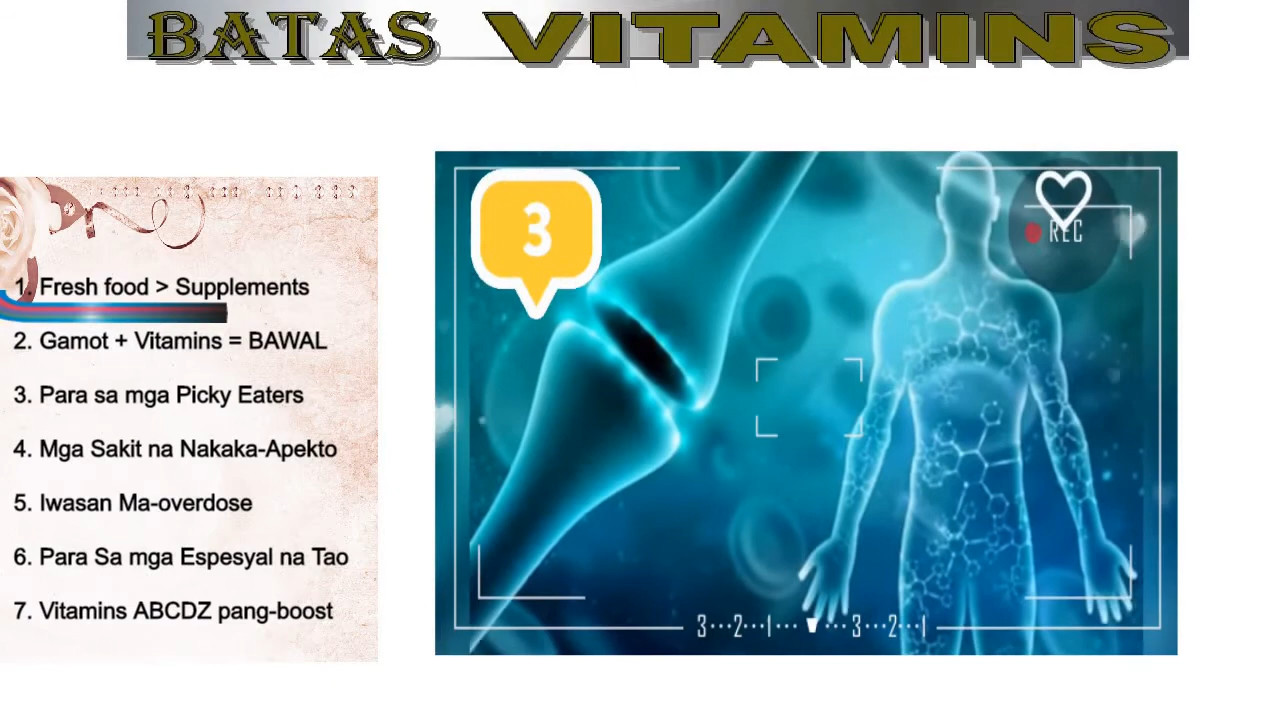 BATAS VITAMINS
3
REC
1. Fresh food > Supplements
2. Gamot + Vitamins = BAWAL
3. Para sa mga Picky Eaters
4. Mga Sakit na Nakaka-Apekto
5. Iwasan Ma-overdose
6. Para Sa mga Espesyal na Tao
7. Vitamins ABCDZ pang-boost
3···2···1··· ···3···2···1